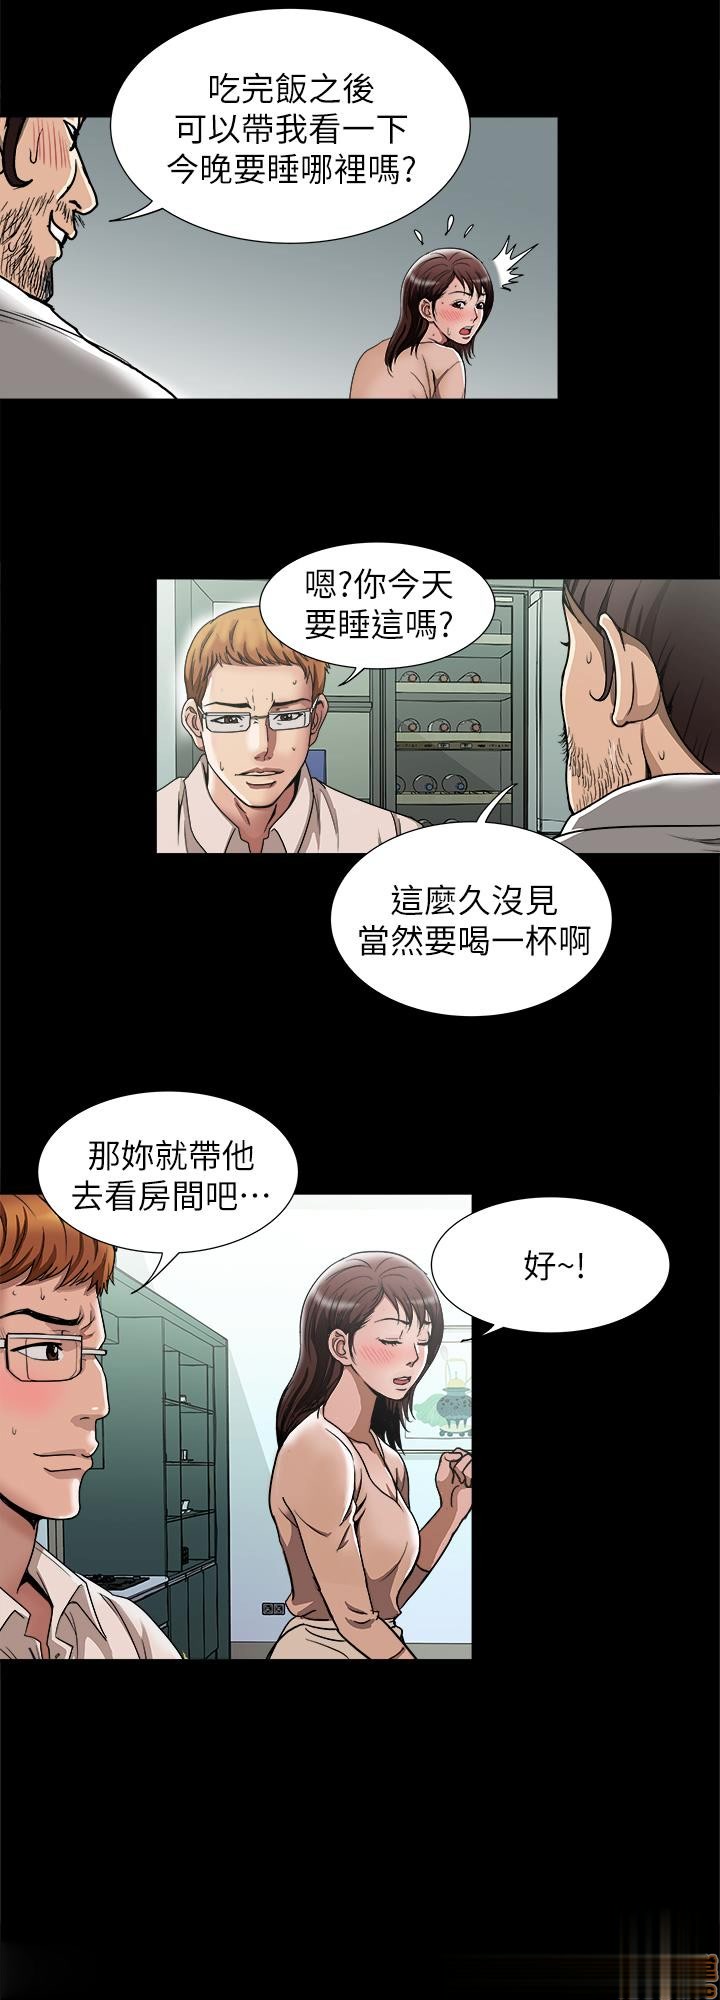 吃完飯之後
可以帶我看一下
今晚要睡哪裡嗎?
嗯?你今天
要睡這嗎?
這麼久沒見
當然要喝一杯啊
那妳就帶他
去看房間吧…
好~!